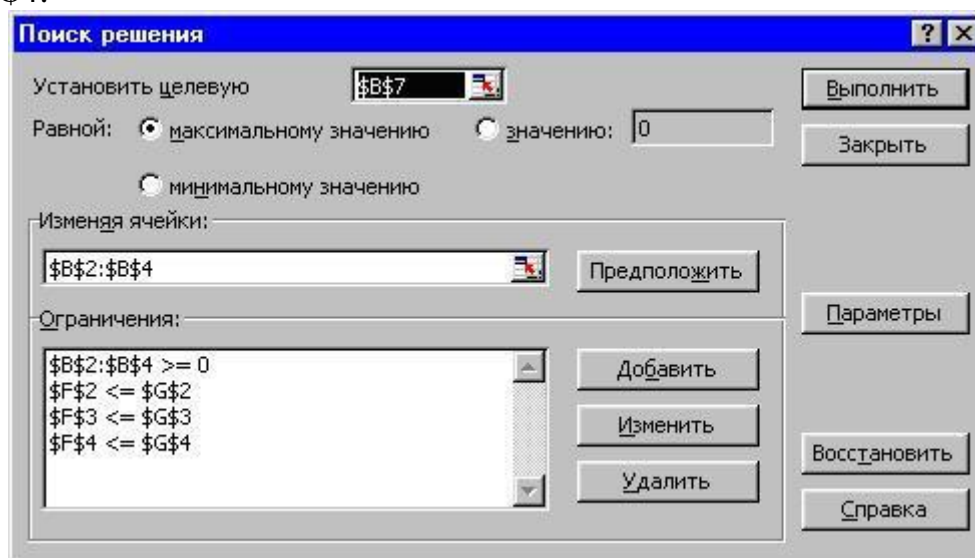 $4.
Поиск решения
Установить целевую $B$7 Выполнить
Равной: максимальному значению значению: 0 Закрыть
минимальному значению
Изменяя ячейки:
$B$2:$B$4 Предположить
Параметры
Ограничения:
$B$2:$B$4 >= 0 Добавить
$F$2 <= $G$2
$F$3 <= $G$3 Изменить
$F$4 <= $G$4
Восстановить
Удалить
Справка